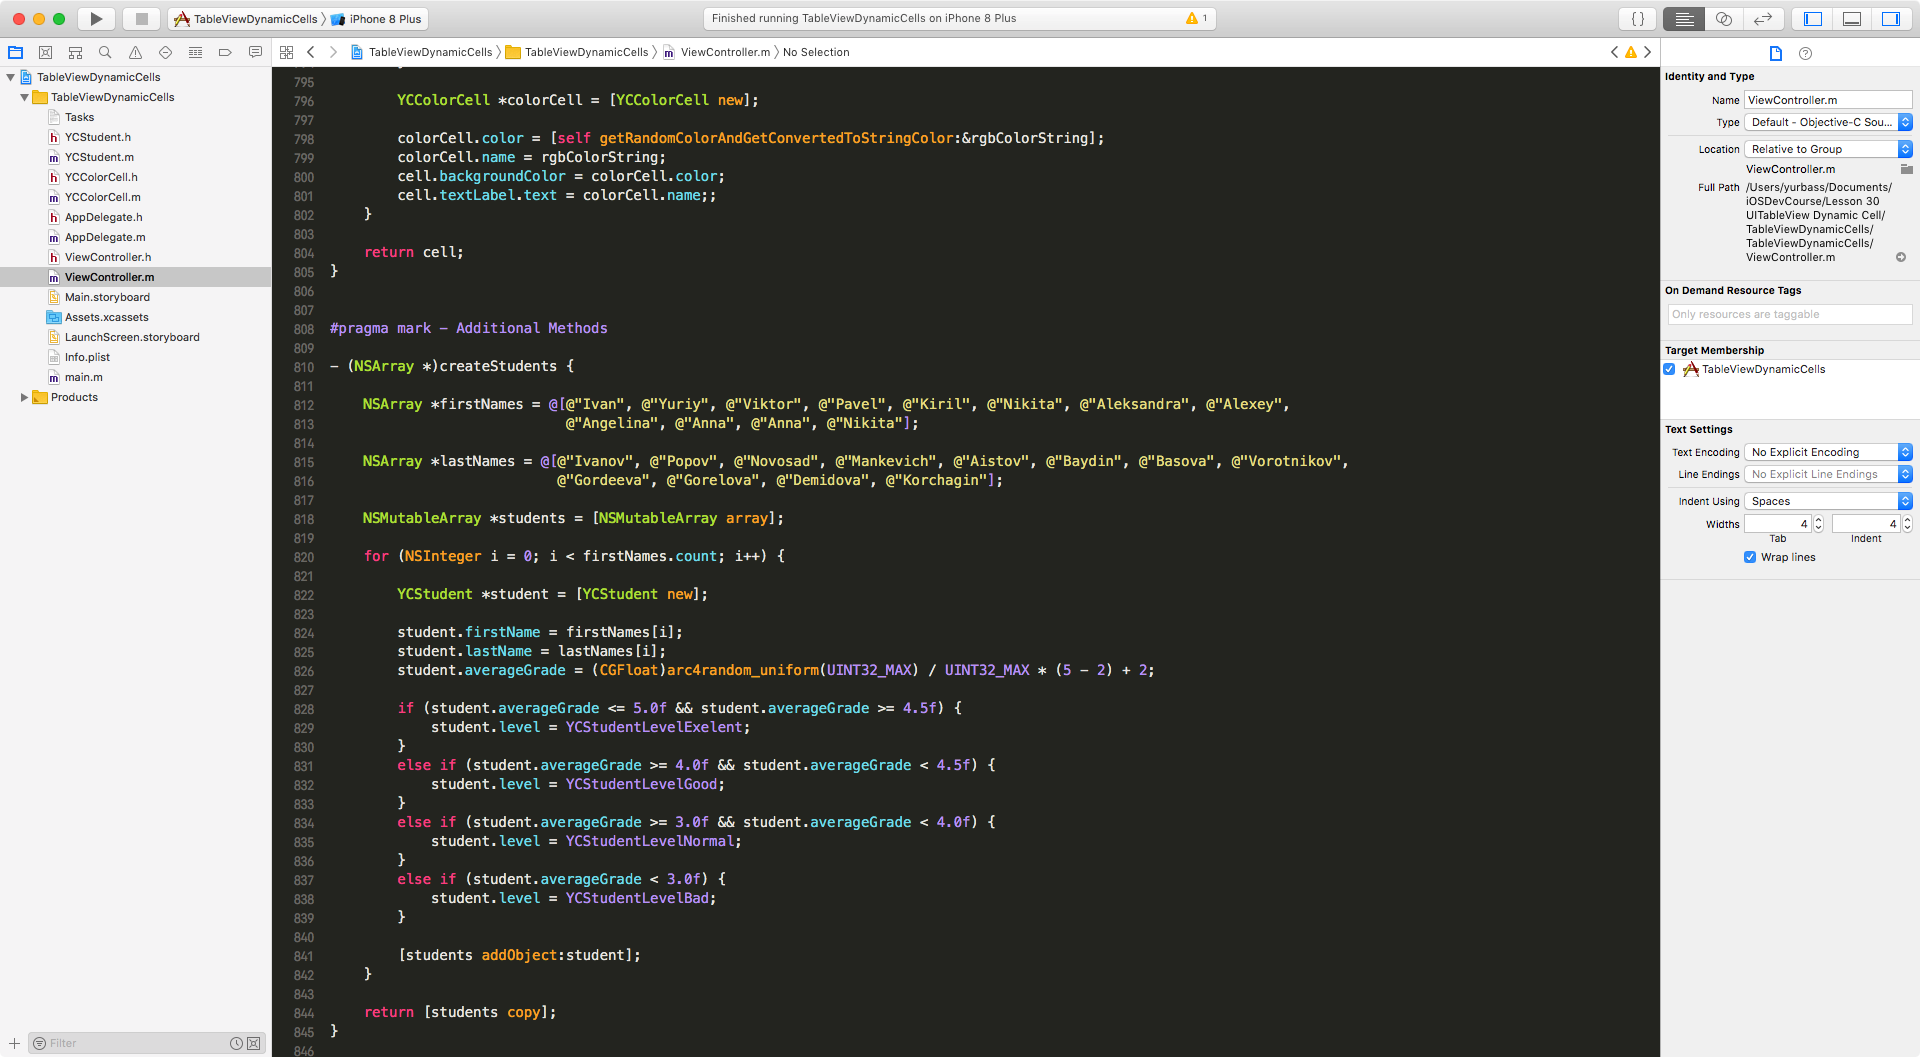 TableViewDynamicCells 〉 iPhone 8 Plus
Finished running TableViewDynamicCells on iPhone 8 Plus
1
TableViewDynamicCells 〉 TableViewDynamicCells 〉 ViewController.m 〉 No Selection
TableViewDynamicCells
TableViewDynamicCells
Tasks
YCStudent.h
YCStudent.m
YCColorCell.h
YCColorCell.m
AppDelegate.h
AppDelegate.m
ViewController.h
ViewController.m
Main.storyboard
Assets.xcassets
LaunchScreen.storyboard
Info.plist
main.m
Products
Filter
795
796 YCColorCell *colorCell = [YCColorCell new];
797
798 colorCell.color = [self getRandomColorAndGetConvertedToStringColor:&rgbColorString];
799 colorCell.name = rgbColorString;
800 cell.backgroundColor = colorCell.color;
801 cell.textLabel.text = colorCell.name;;
802 }
803
804 return cell;
805 }
806
807
808 #pragma mark - Additional Methods
809
810 - (NSArray *)createStudents {
811
812 NSArray *firstNames = @[@"Ivan", @"Yuriy", @"Viktor", @"Pavel", @"Kiril", @"Nikita", @"Aleksandra", @"Alexey",
813 @"Angelina", @"Anna", @"Anna", @"Nikita"];
814
815 NSArray *lastNames = @[@"Ivanov", @"Popov", @"Novosad", @"Mankevich", @"Aistov", @"Baydin", @"Basova", @"Vorotnikov",
816 @"Gordeeva", @"Gorelova", @"Demidova", @"Korchagin"];
817
818 NSMutableArray *students = [NSMutableArray array];
819
820 for (NSInteger i = 0; i < firstNames.count; i++) {
821
822 YCStudent *student = [YCStudent new];
823
824 student.firstName = firstNames[i];
825 student.lastName = lastNames[i];
826 student.averageGrade = (CGFloat)arc4random_uniform(UINT32_MAX) / UINT32_MAX * (5 - 2) + 2;
827
828 if (student.averageGrade <= 5.0f && student.averageGrade >= 4.5f) {
829 student.level = YCStudentLevelExelent;
830 }
831 else if (student.averageGrade >= 4.0f && student.averageGrade < 4.5f) {
832 student.level = YCStudentLevelGood;
833 }
834 else if (student.averageGrade >= 3.0f && student.averageGrade < 4.0f) {
835 student.level = YCStudentLevelNormal;
836 }
837 else if (student.averageGrade < 3.0f) {
838 student.level = YCStudentLevelBad;
839 }
840
841 [students addObject:student];
842 }
843
844 return [students copy];
845 }
846
Identity and Type
Name ViewController.m
Type Default - Objective-C Sou...
Location Relative to Group
ViewController.m
Full Path /Users/yurbass/Documents/
iOSDevCourse/Lesson 30
UITableView Dynamic Cell/
TableViewDynamicCells/
TableViewDynamicCells/
ViewController.m
On Demand Resource Tags
Only resources are taggable
Target Membership
TableViewDynamicCells
Text Settings
Text Encoding No Explicit Encoding
Line Endings No Explicit Line Endings
Indent Using Spaces
Widths 4 4
Tab Indent
Wrap lines